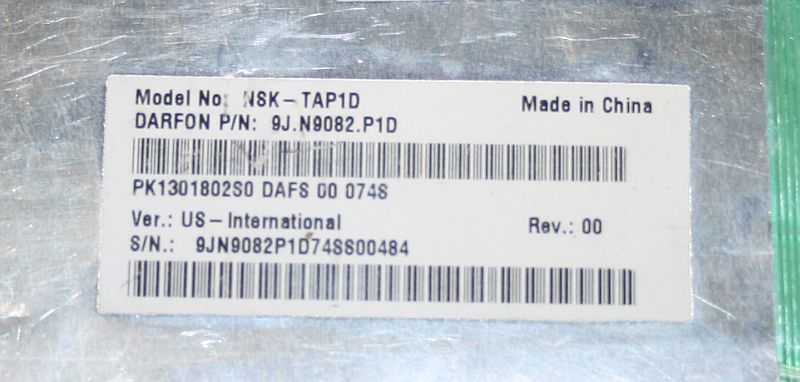 Model No: NSK-TAP1D Made in China
DARFON P/N: 9J.N9082.P1D
PK1301802S0 DAFS 00 074S
Ver.: US-International Rev.: 00
S/N.: 9JN9082P1D74SS00484